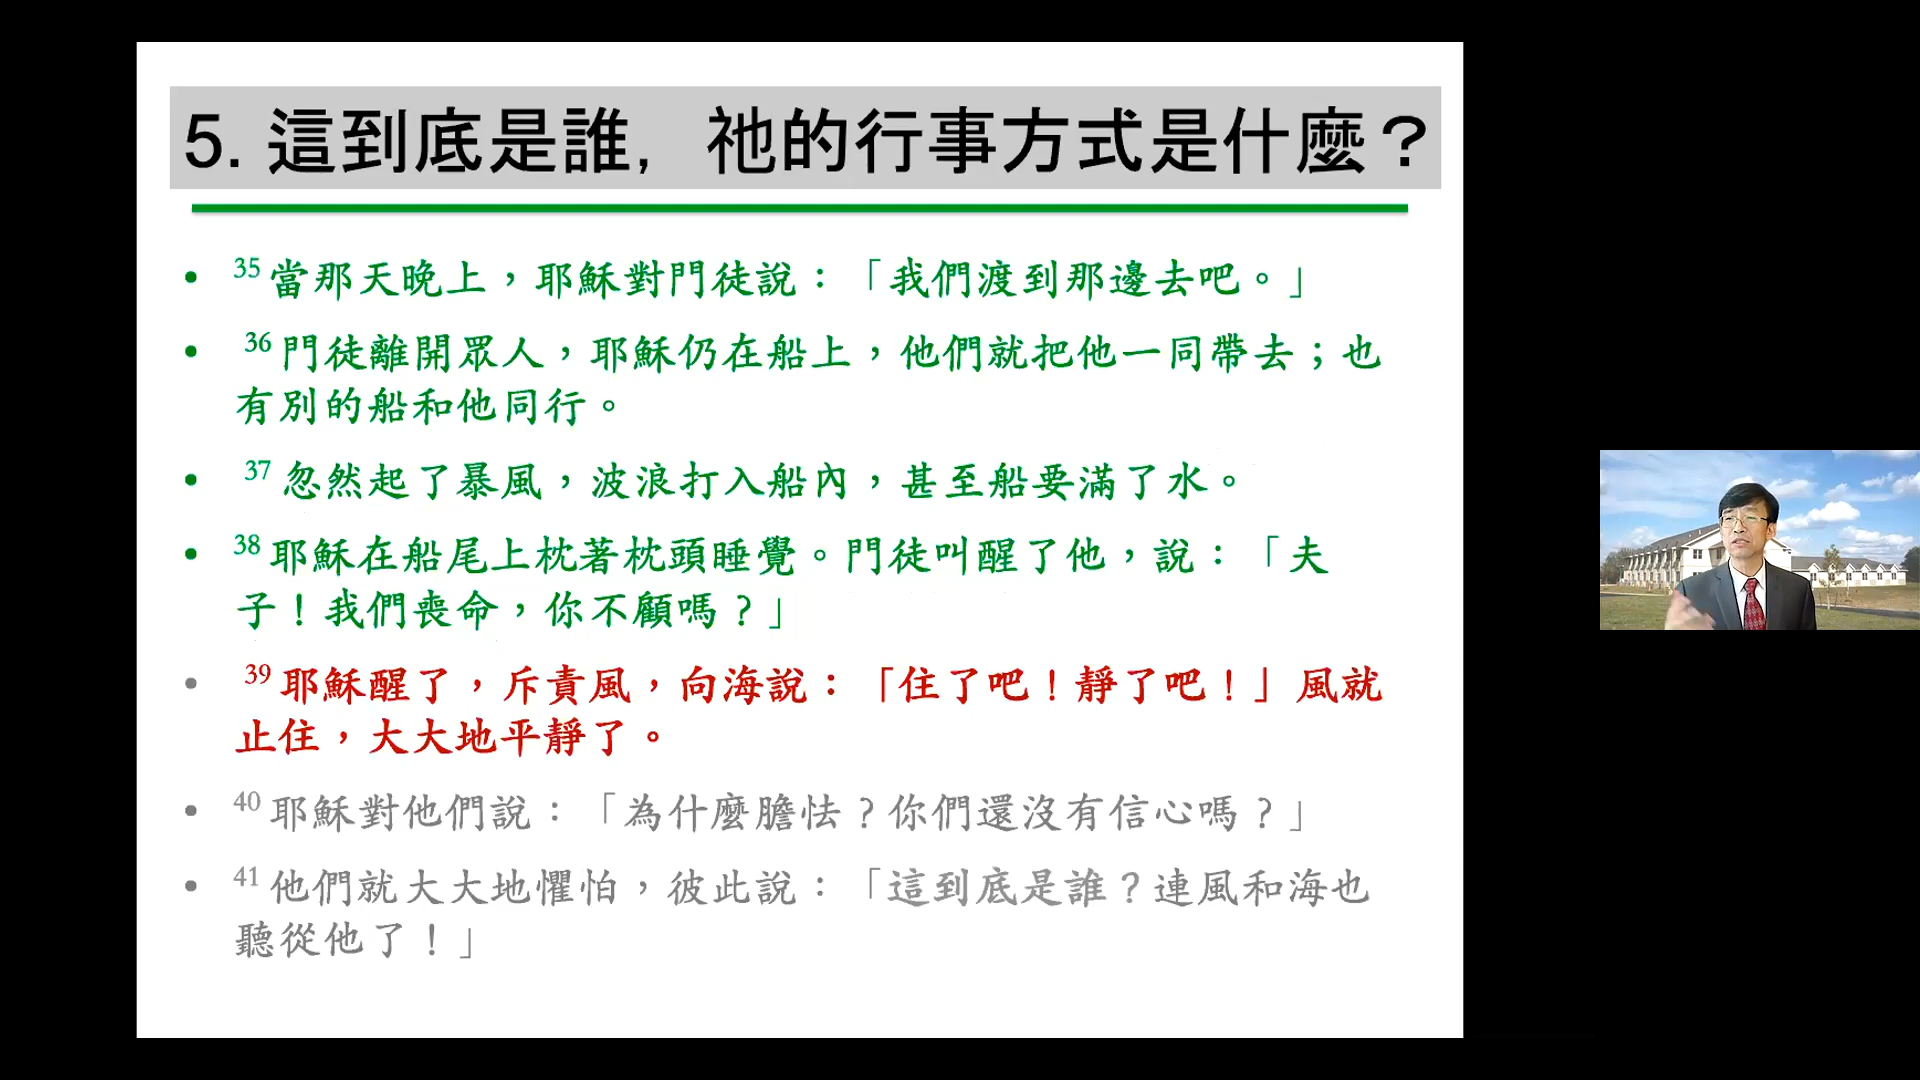 5. 這到底是誰，祂的行事方式是什麼？
• 35 當那天晚上，耶穌對門徒說：「我們渡到那邊去吧。」
• 36 門徒離開眾人，耶穌仍在船上，他們就把他一同帶去；也
有別的船和他同行。
• 37 忽然起了暴風，波浪打入船內，甚至船要滿了水。
• 38 耶穌在船尾上枕著枕頭睡覺。門徒叫醒了他，說：「夫
子！我們喪命，你不顧嗎？」
• 39 耶穌醒了，斥責風，向海說：「住了吧！靜了吧！」風就
止住，大大地平靜了。
• 40 耶穌對他們說：「為什麼膽怯？你們還沒有信心嗎？」
• 41 他們就大大地懼怕，彼此說：「這到底是誰？連風和海也
聽從他了！」